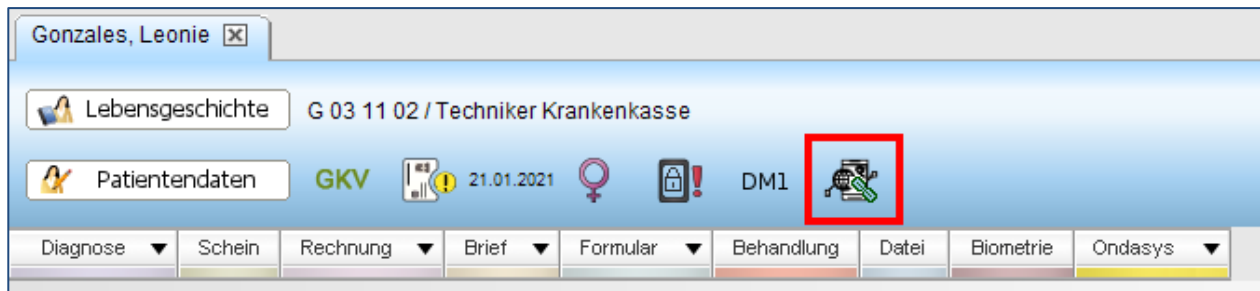 Gonzales, Leonie
Lebensgeschichte G 03 11 02 / Techniker Krankenkasse
Patientendaten GKV 21.01.2021 DM1
Diagnose Schein Rechnung Brief Formular Behandlung Datei Biometrie Ondasys